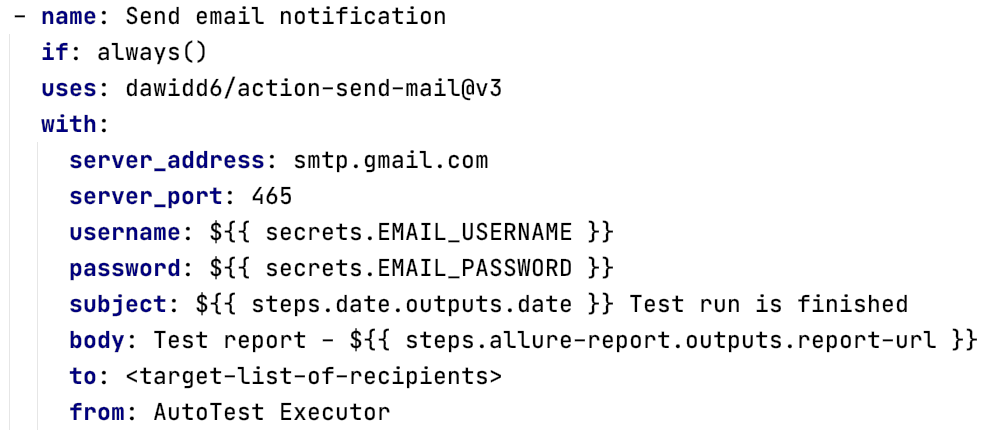 - name: Send email notification
if: always()
uses: dawidd6/action-send-mail@v3
with:
server_address: smtp.gmail.com
server_port: 465
username: ${{ secrets.EMAIL_USERNAME }}
password: ${{ secrets.EMAIL_PASSWORD }}
subject: ${{ steps.date.outputs.date }} Test run is finished
body: Test report - ${{ steps.allure-report.outputs.report-url }}
to: <target-list-of-recipients>
from: AutoTest Executor